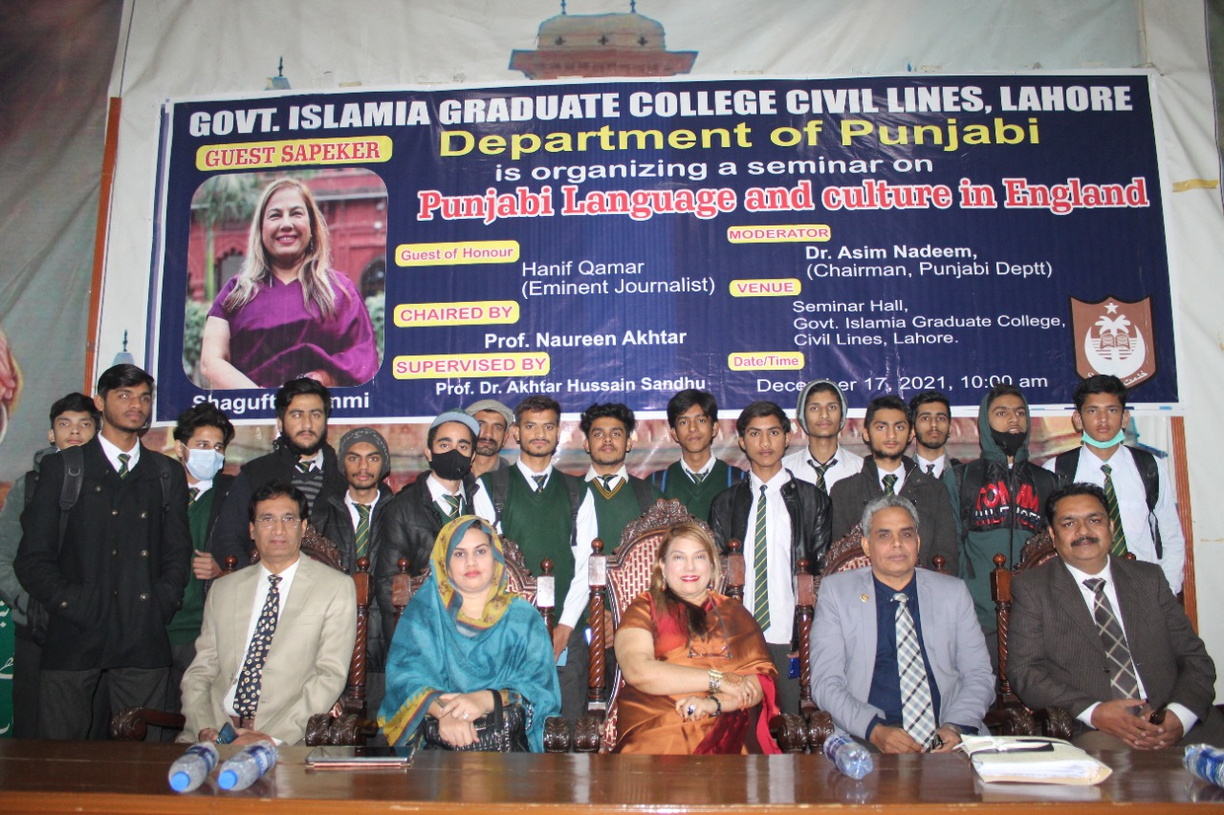 GOVT. ISLAMIA GRADUATE COLLEGE CIVIL LINES, LAHORE
Department of Punjabi
is organizing a seminar on
Punjabi Language and culture in England
GUEST SAPEKER
Guest of Honour
Hanif Qamar
(Eminent Journalist)
CHAIRED BY
Prof. Naureen Akhtar
SUPERVISED BY
Prof. Dr. Akhtar Hussain Sandhu
MODERATOR
Dr. Asim Nadeem,
(Chairman, Punjabi Deptt)
VENUE
Seminar Hall,
Govt. Islamia Graduate College,
Civil Lines, Lahore.
Date/Time
December 17, 2021, 10:00 am